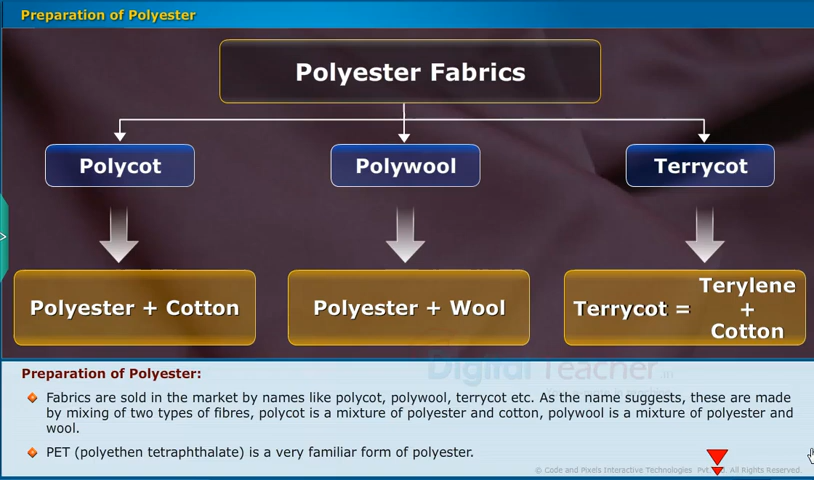 Preparation of Polyester
Polyester Fabrics
Polycot
Polywool
Terrycot
Polyester + Cotton
Polyester + Wool
Terrycot = Terylene + Cotton
Preparation of Polyester:
Digital Teacher
Fabrics are sold in the market by names like polycot, polywool, terrycot etc. As the name suggests, these are made
by mixing of two types of fibres, polycot is a mixture of polyester and cotton, polywool is a mixture of polyester and
wool.
PET (polyethen tetraphthalate) is a very familiar form of polyester.
© Code and Pixels Interactive Technologies Pvt. All Rights Reserved.